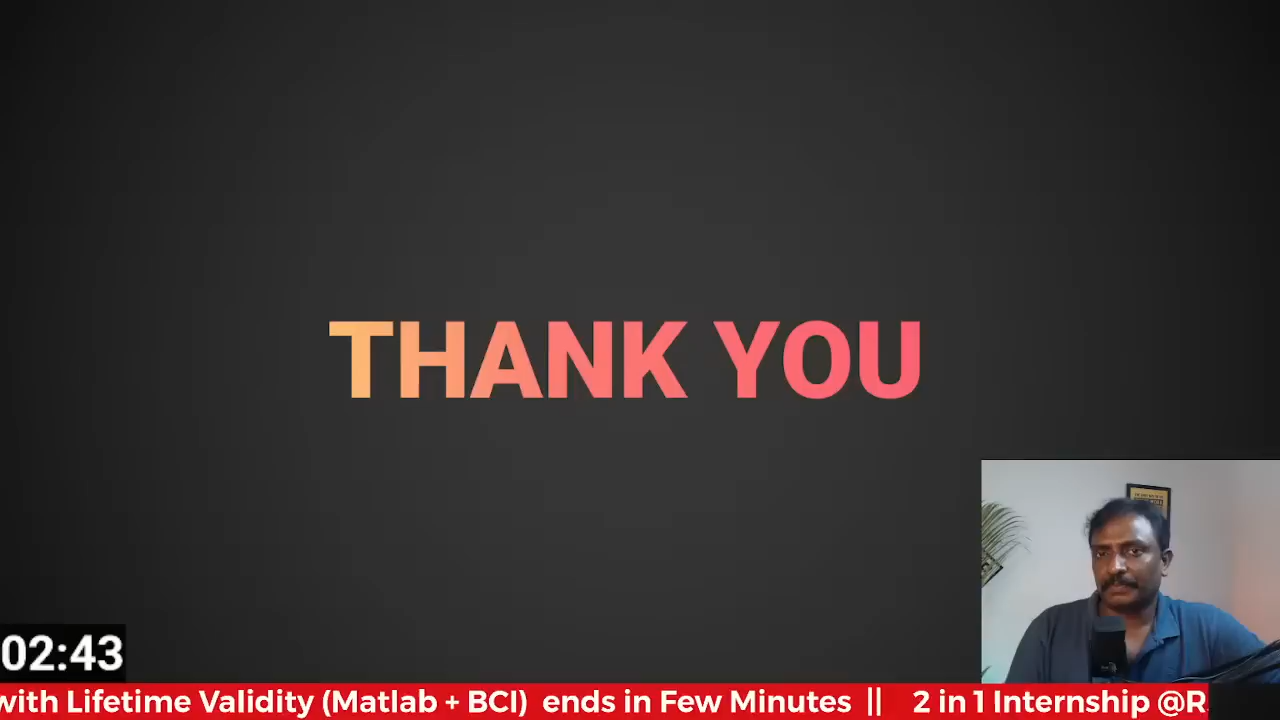 THANK YOU
02:43
with Lifetime Validity (Matlab + BCI) ends in Few Minutes || 2 in 1 Internship @R